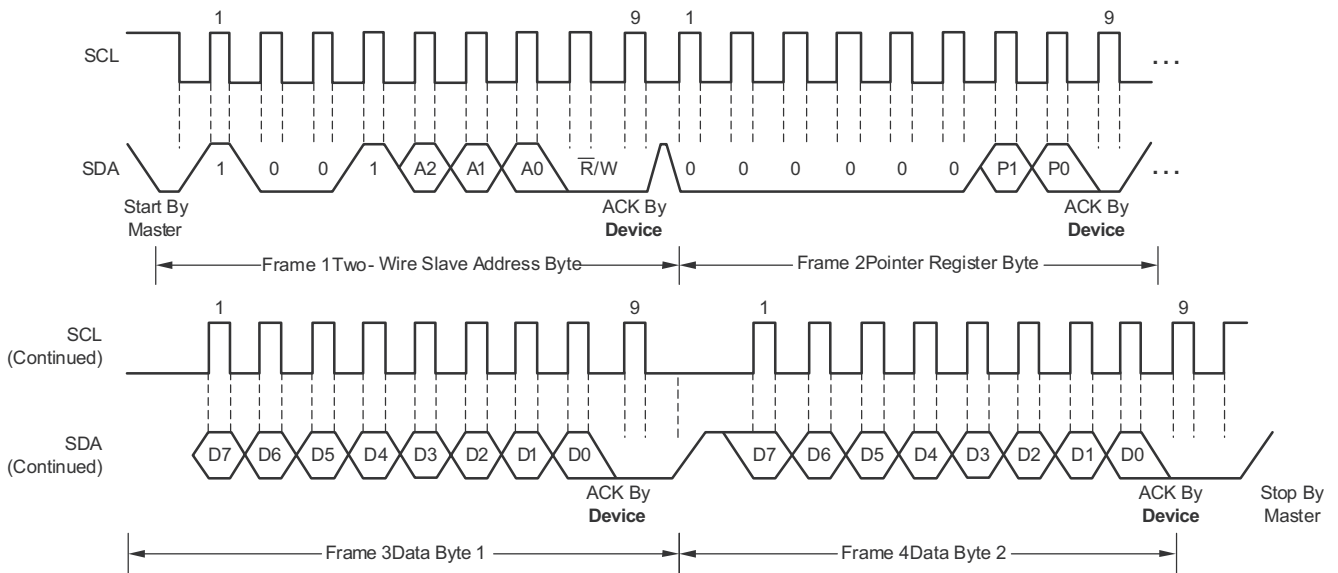 1 9 1 9
SCL ...
SDA 1 0 0 1 A2 A1 A0 R̅/W 0 0 0 0 0 0 P1 P0 ...
Start By Master
ACK By Device
ACK By Device
Frame 1Two- Wire Slave Address Byte
Frame 2Pointer Register Byte
1 9 1 9
SCL
(Continued)
SDA
(Continued)
D7 D6 D5 D4 D3 D2 D1 D0 D7 D6 D5 D4 D3 D2 D1 D0
ACK By Device
ACK By Device
Stop By Master
Frame 3Data Byte 1
Frame 4Data Byte 2